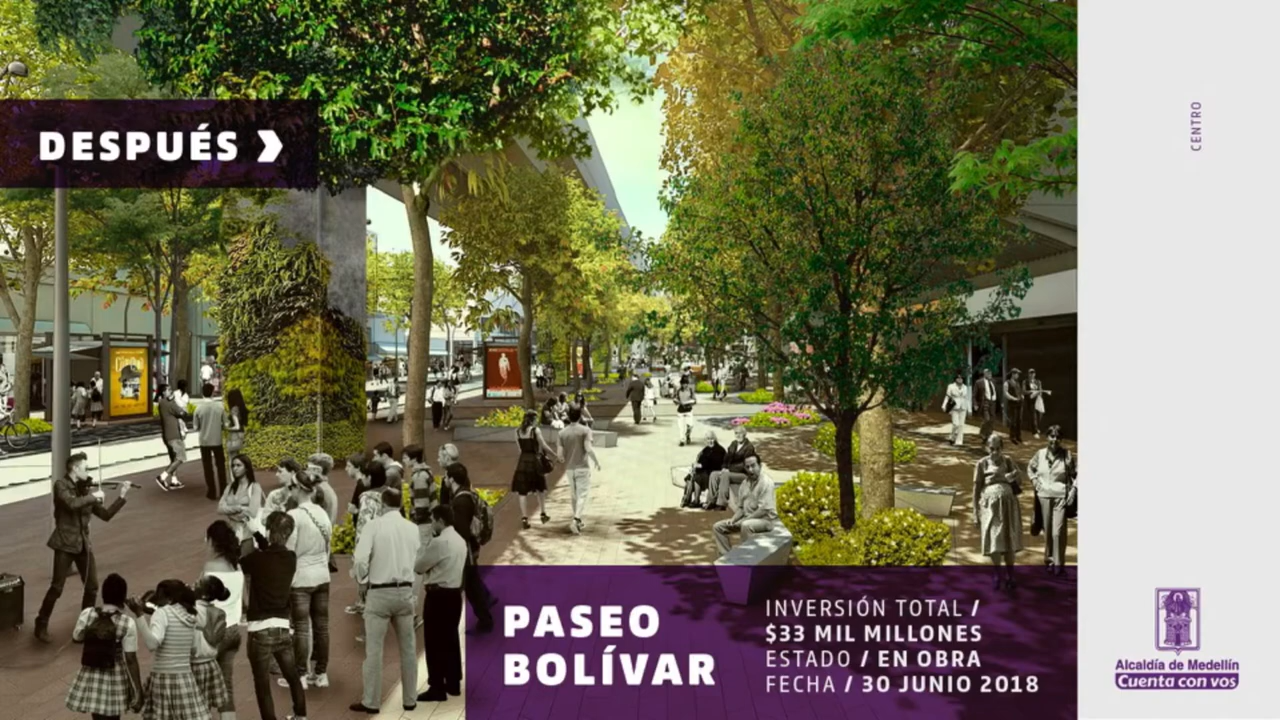 DESPUÉS
CENTRO
PASEO
BOLÍVAR
INVERSIÓN TOTAL /
$33 MIL MILLONES
ESTADO / EN OBRA
FECHA / 30 JUNIO 2018
Alcaldía de Medellín
Cuenta con vos